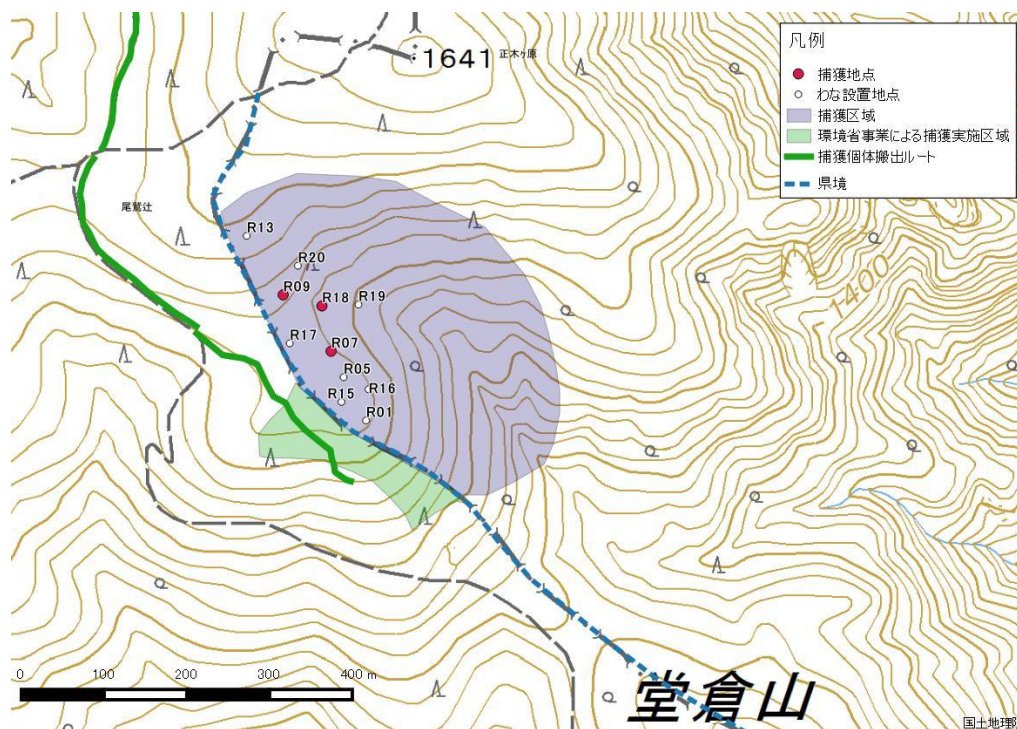 1641 正木ヶ原
凡例
捕獲地点
わな設置地点
捕獲区域
環境省事業による捕獲実施区域
捕獲個体搬出ルート
県境
尾鷲辻
R13
R20
R09
R18
R19
R17
R07
R05
R16
R15
R01
1400
0 100 200 300 400 m
堂倉山
国土地理